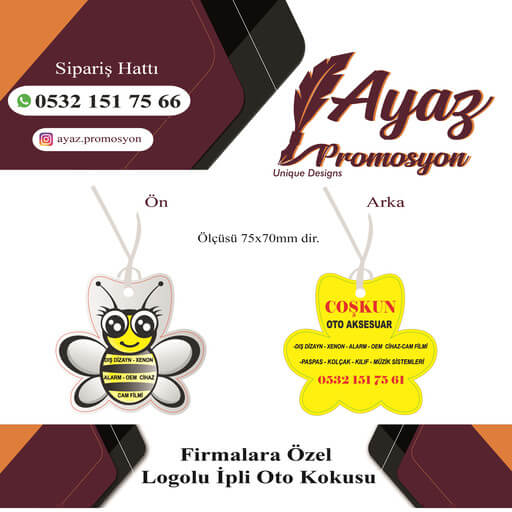 Sipariş Hattı
0532 151 75 66
ayaz.promosyon
Ayaz
Promosyon
Unique Designs
Ön
Arka
Ölçüsü 75x70mm dir.
DIŞ DİZAYN - XENON
ALARM - OEM CİHAZ
CAM FİLMİ
COŞKUN
OTO AKSESUAR
-DIŞ DİZAYN - XENON - ALARM - OEM CİHAZ-CAM FİLMİ
-PASPAS - KOLÇAK - KILIF - MÜZİK SİSTEMLERİ
0532 151 75 61
Firmalara Özel
Logolu İpli Oto Kokusu